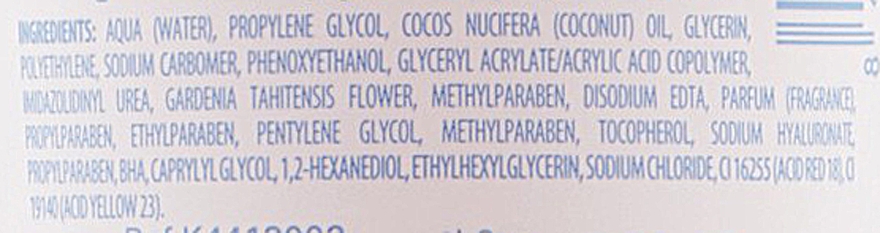 INGREDIENTS: AQUA (WATER), PROPYLENE GLYCOL, COCOS NUCIFERA (COCONUT) OIL, GLYCERIN,
POLYETHYLENE, SODIUM CARBOMER, PHENOXYETHANOL, GLYCERYL ACRYLATE/ACRYLIC ACID COPOLYMER,
IMIDAZOLIDINYL UREA, GARDENIA TAHITENSIS FLOWER, METHYLPARABEN, DISODIUM EDTA, PARFUM (FRAGRANCE),
PROPYLPARABEN, ETHYLPARABEN, PENTYLENE GLYCOL, METHYLPARABEN, TOCOPHEROL, SODIUM HYALURONATE,
PROPYLPARABEN, BHA, CAPRYLYL GLYCOL, 1,2-HEXANEDIOL, ETHYLHEXYLGLYCERIN, SODIUM CHLORIDE, CI 16255 (ACID RED 18), CI
19140 (ACID YELLOW 23).
8